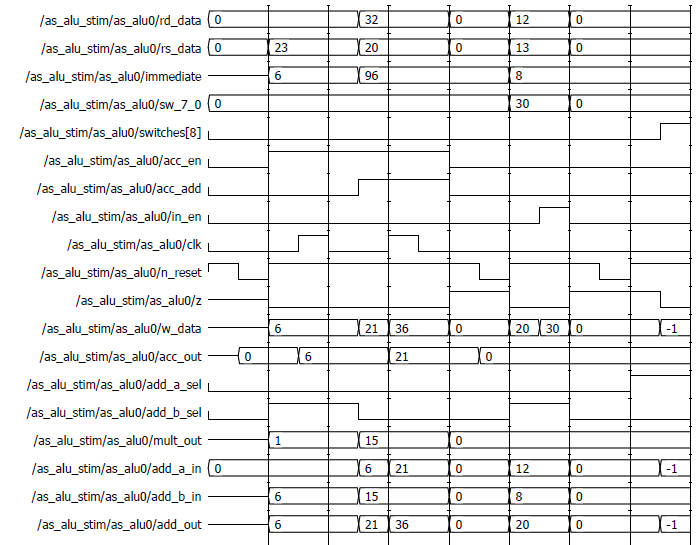 /as_alu_stim/as_alu0/rd_data 0 32 0 12 0
/as_alu_stim/as_alu0/rs_data 0 23 20 0 13 0
/as_alu_stim/as_alu0/immediate 6 96 8
/as_alu_stim/as_alu0/sw_7_0 0 30 0
/as_alu_stim/as_alu0/switches[8]
/as_alu_stim/as_alu0/acc_en
/as_alu_stim/as_alu0/acc_add
/as_alu_stim/as_alu0/in_en
/as_alu_stim/as_alu0/clk
/as_alu_stim/as_alu0/n_reset
/as_alu_stim/as_alu0/z
/as_alu_stim/as_alu0/w_data 6 21 36 0 20 30 0 -1
/as_alu_stim/as_alu0/acc_out 0 6 21 0
/as_alu_stim/as_alu0/add_a_sel
/as_alu_stim/as_alu0/add_b_sel
/as_alu_stim/as_alu0/mult_out 1 15 0
/as_alu_stim/as_alu0/add_a_in 0 6 21 0 12 0 -1
/as_alu_stim/as_alu0/add_b_in 6 15 0 8 0
/as_alu_stim/as_alu0/add_out 6 21 36 0 20 0 -1